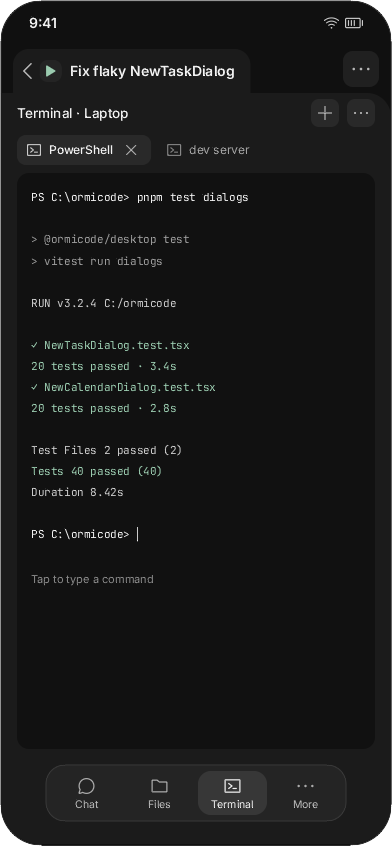 9:41
Fix flaky NewTaskDialog
Terminal · Laptop
PowerShell
dev server
PS C:\ormicode> pnpm test dialogs
> @ormicode/desktop test
> vitest run dialogs
RUN v3.2.4 C:/ormicode
✓ NewTaskDialog.test.tsx
20 tests passed · 3.4s
✓ NewCalendarDialog.test.tsx
20 tests passed · 2.8s
Test Files 2 passed (2)
Tests 40 passed (40)
Duration 8.42s
PS C:\ormicode>
Tap to type a command
Chat
Files
Terminal
More